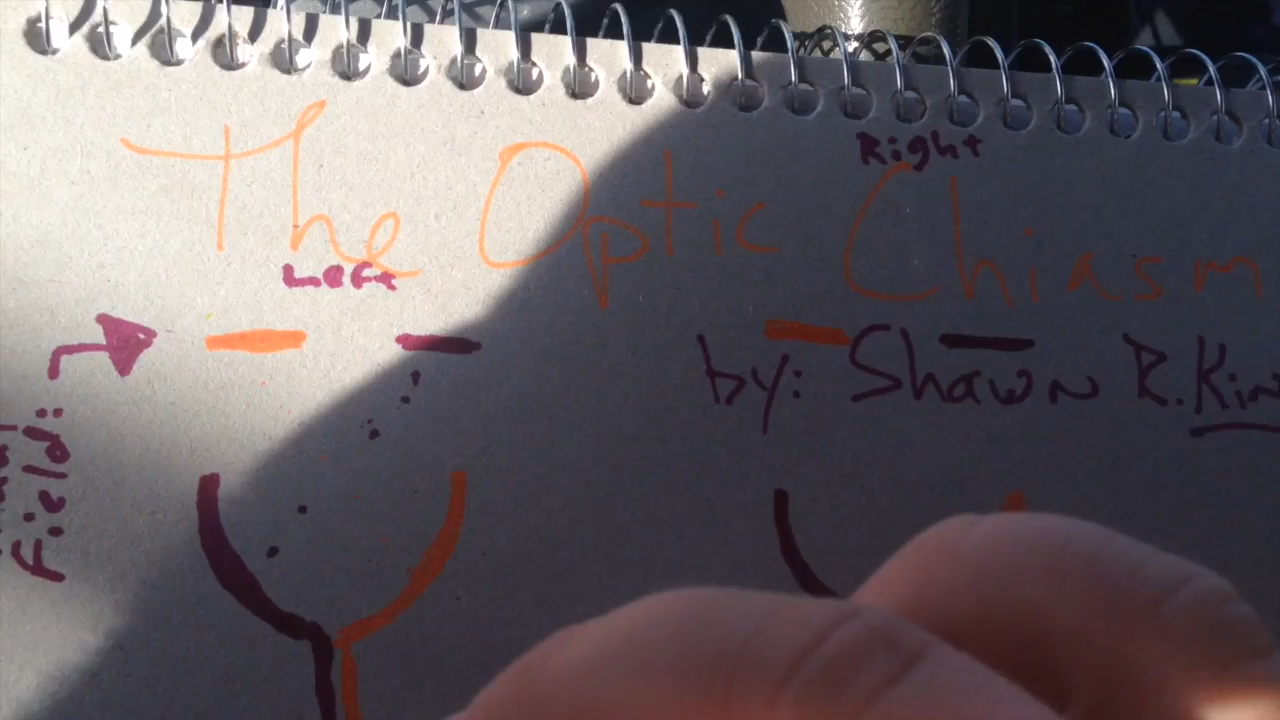 The Optic Chiasm
Right
Left
by: Shawn R.
Field: